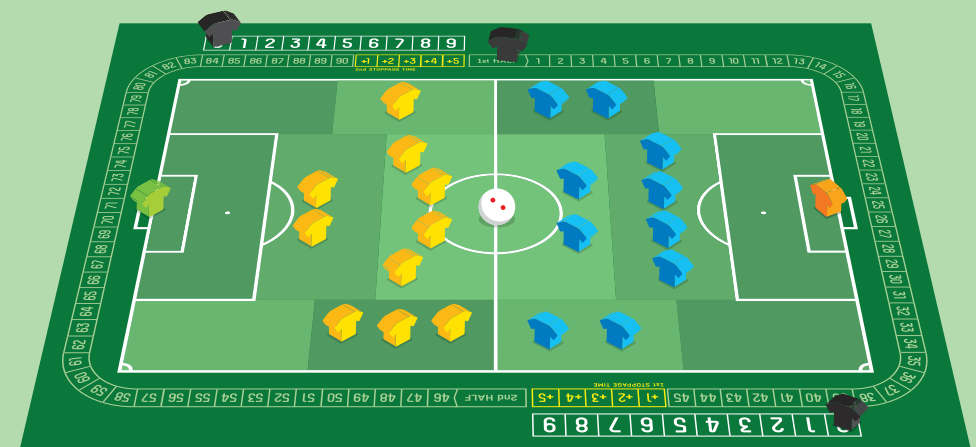 1 2 3 4 5 6 7 8 9
83 84 85 86 87 88 89 90 +1 +2 +3 +4 +5
2nd STOPPAGE TIME
1st HALF 1 2 3 4 5 6 7 8 9 10 11 12 13
14 15 16 17 18 19 20 21 22 23 24 25 26 27 28 29 30 31 32 33 34 35 36 37
40 41 42 43 44 45 +1 +2 +3 +4 +5
1st STOPPAGE TIME
2nd HALF 46 47 48 49 50 51 52 53 54 55 56 57 58
59 60 61 62 63 64 65 66 67 68 69 70 71 72 73 74 75 76 77 78 79 80 81 82
1 2 3 4 5 6 7 8 9